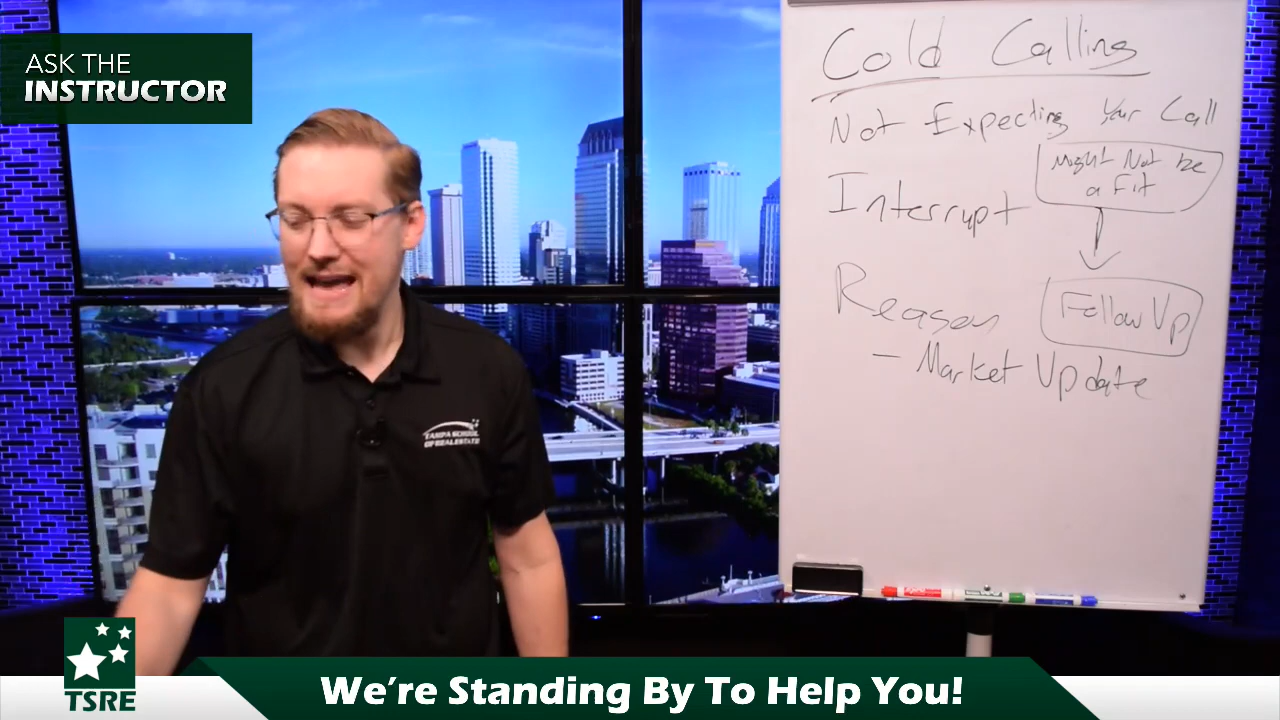 ASK THE
INSTRUCTOR
Cold Calling
Not Expecting Your Call
Might Not be
a Fit
Interrupt
Reason
Follow Up
- Market Update
TAMPA SCHOOL
OF REAL ESTATE
TSRE
We're Standing By To Help You!